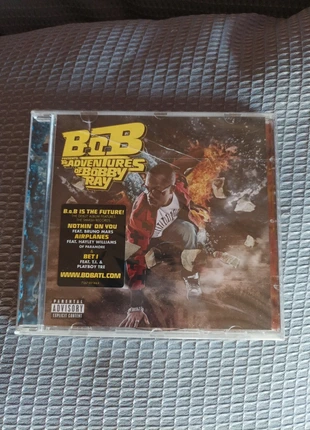 B.o.B
THE ADVENTURES
OF BOBBY
RAY
B.o.B IS THE FUTURE!
NOTHIN' ON YOU
FEAT. BRUNO MARS
AIRPLANES
FEAT. HAYLEY WILLIAMS
OF PARAMORE
BET I
FEAT. T.I. &
PLAYBOY TRE
WWW.BOBATL.COM
PARENTAL
ADVISORY
EXPLICIT CONTENT